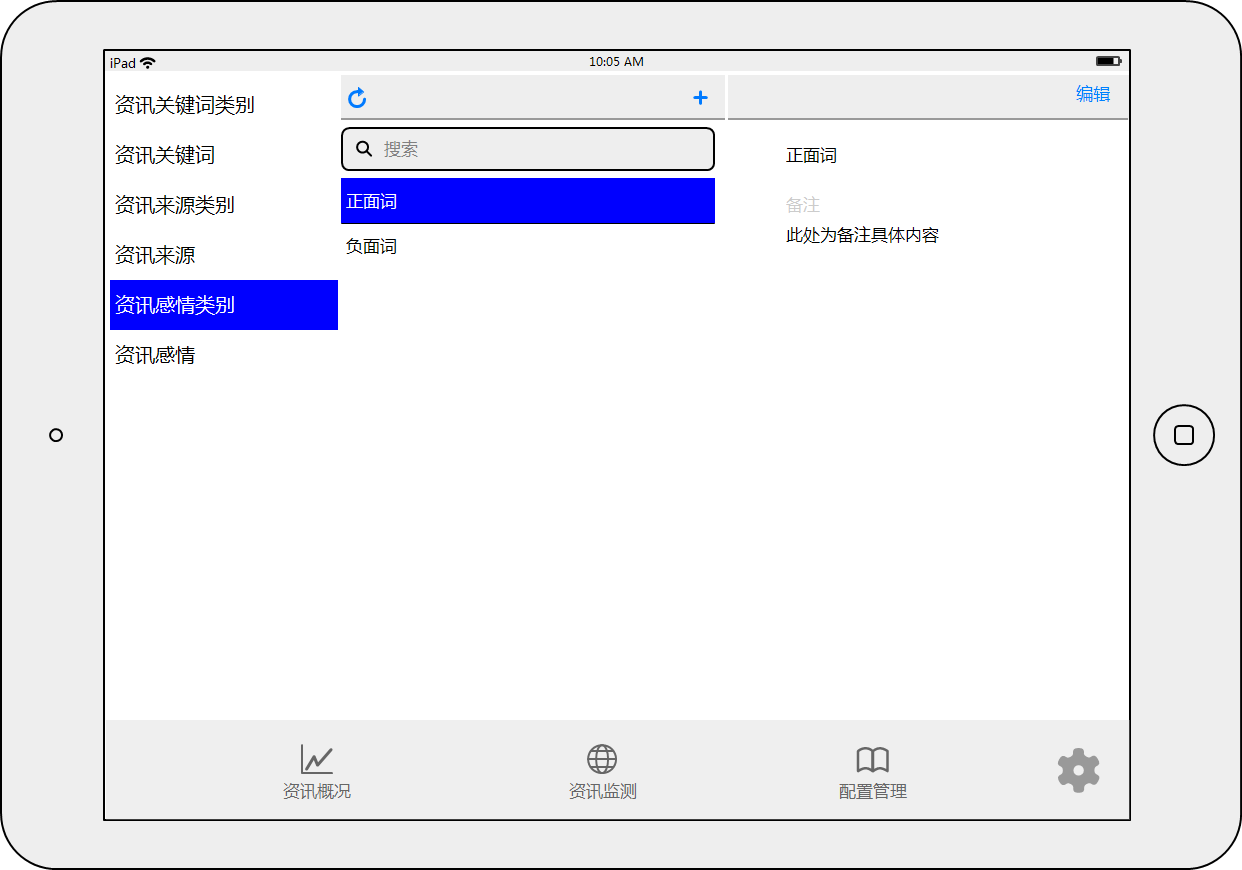 iPad
10:05 AM
资讯关键词类别
资讯关键词
资讯来源类别
资讯来源
资讯感情类别
资讯感情
搜索
正面词
负面词
编辑
正面词
备注
此处为备注具体内容
资讯概况
资讯监测
配置管理